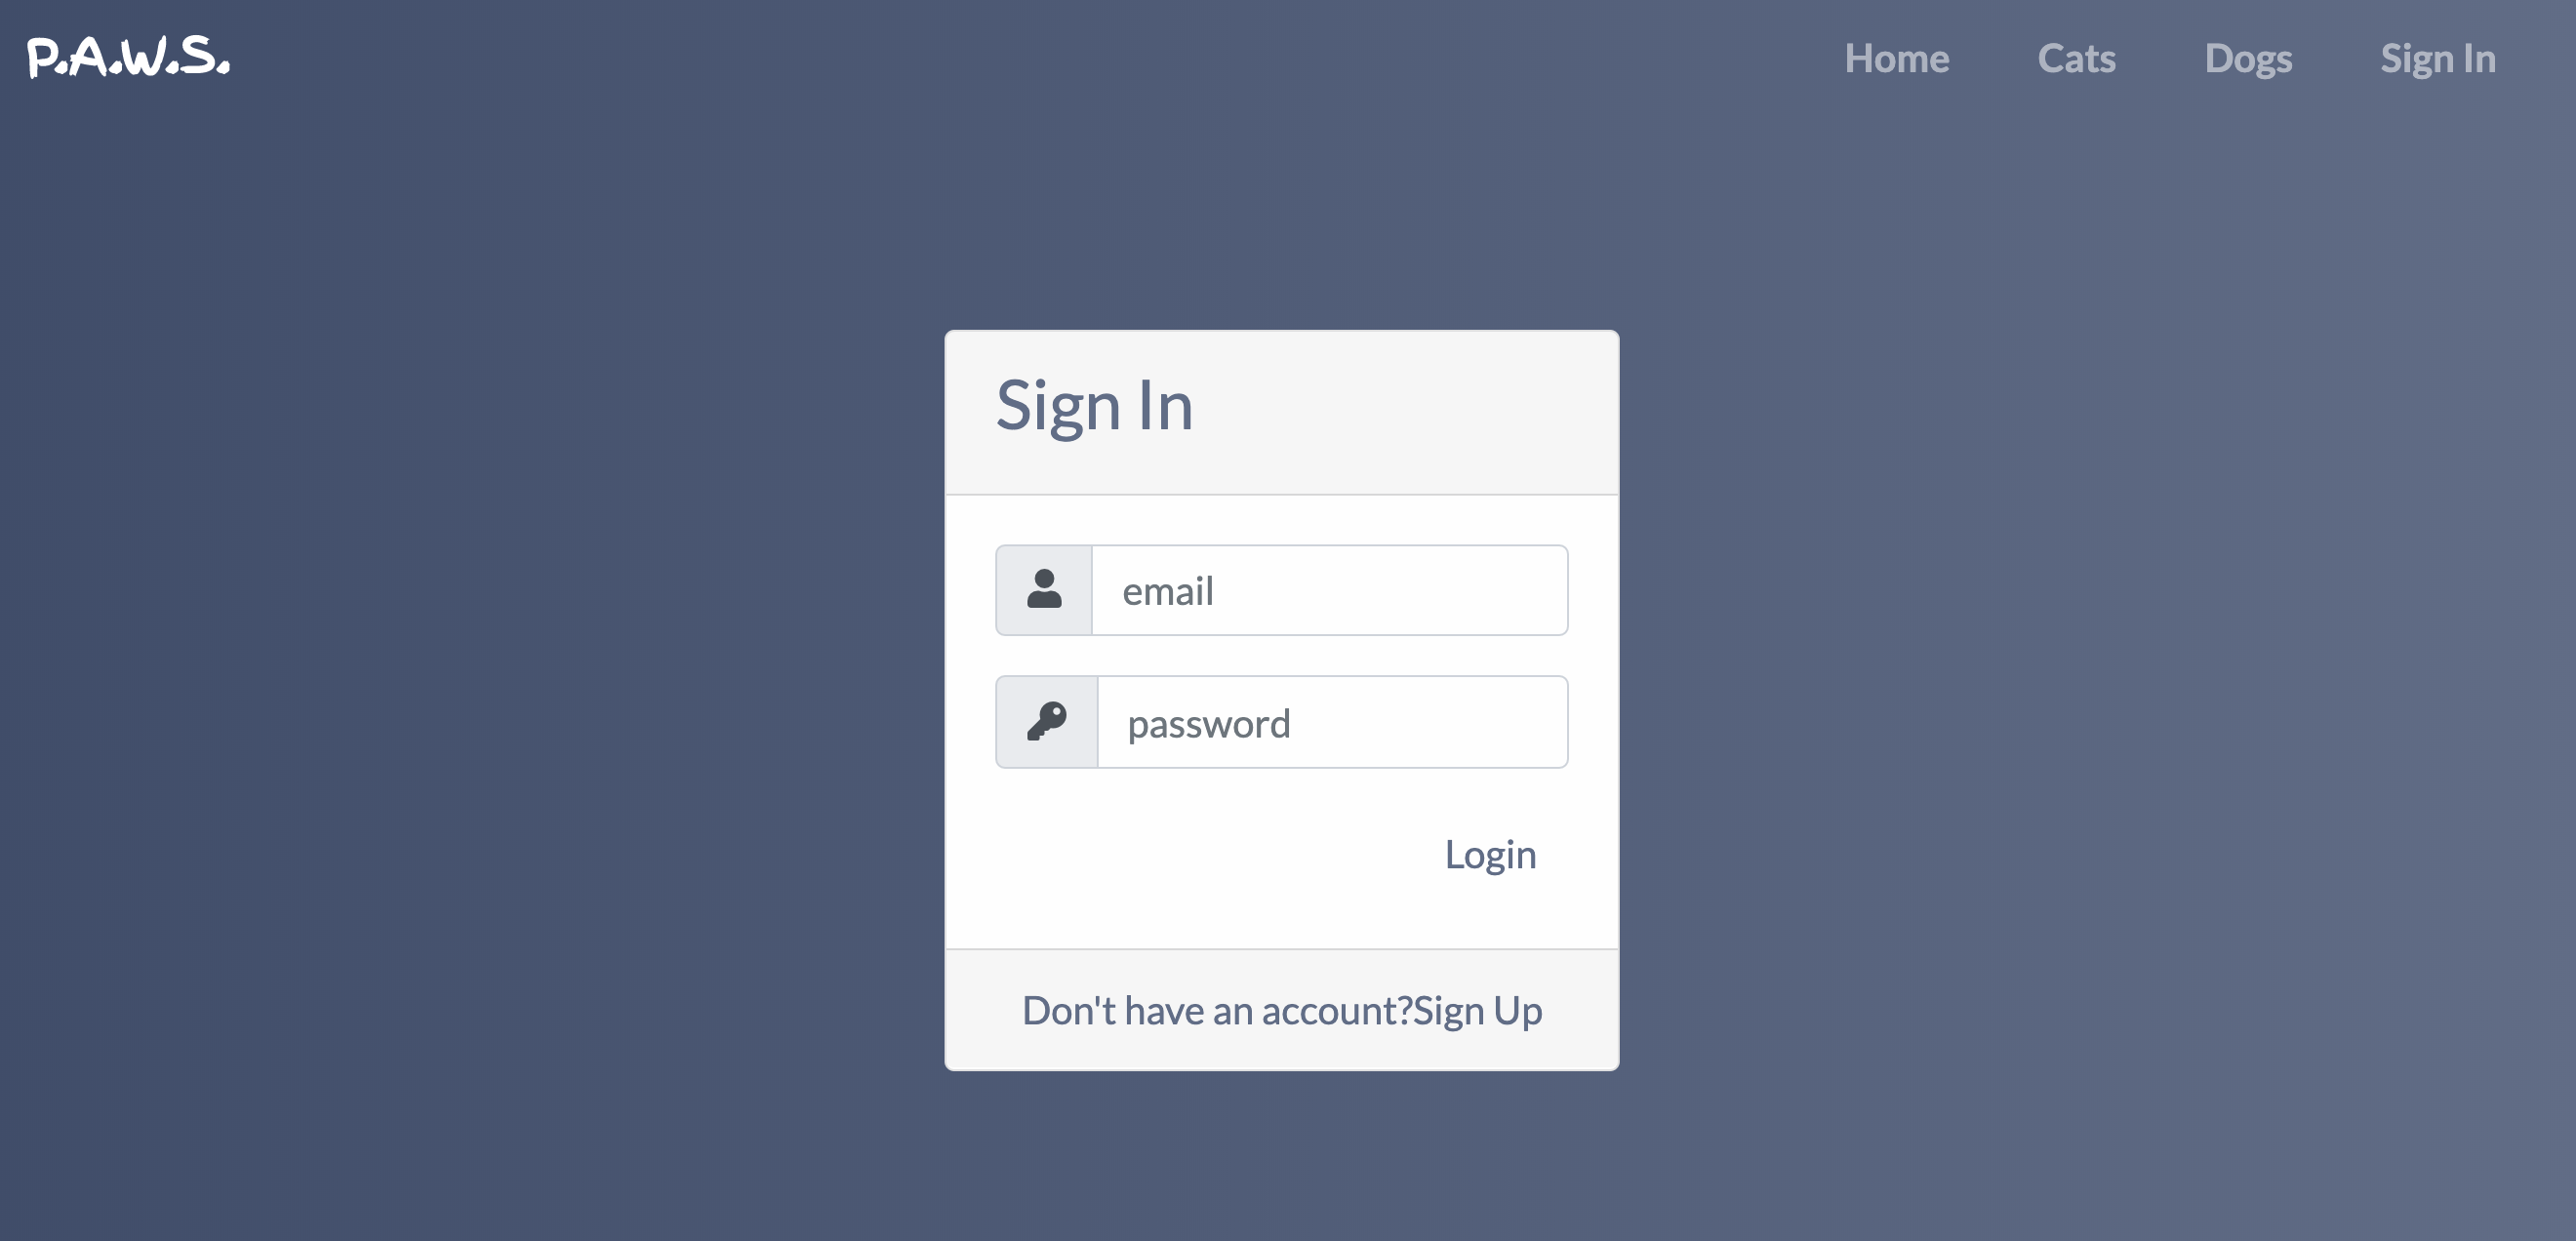 P.A.W.S.
Home Cats Dogs Sign In
Sign In
email
password
Login
Don't have an account?Sign Up